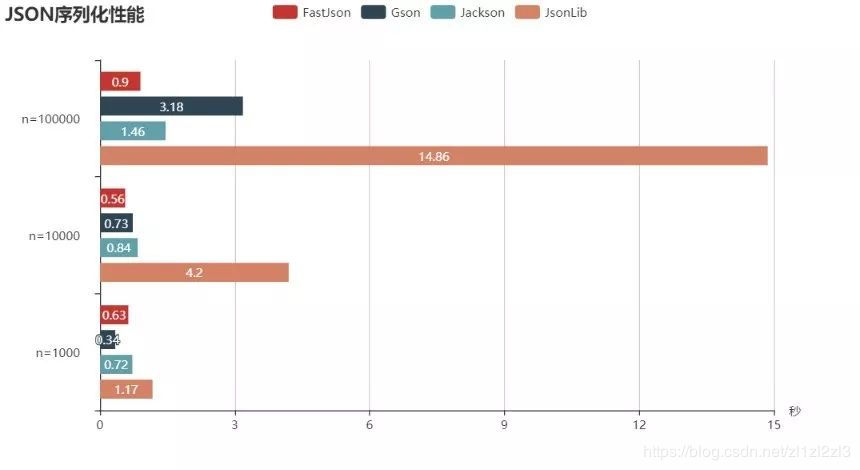 JSON序列化性能
FastJson Gson Jackson JsonLib
n=100000
0.9
3.18
1.46
14.86
n=10000
0.56
0.73
0.84
4.2
n=1000
0.63
0.34
0.72
1.17
秒
0 3 6 9 12 15
https://blog.csdn.net/zl1zl2zl3